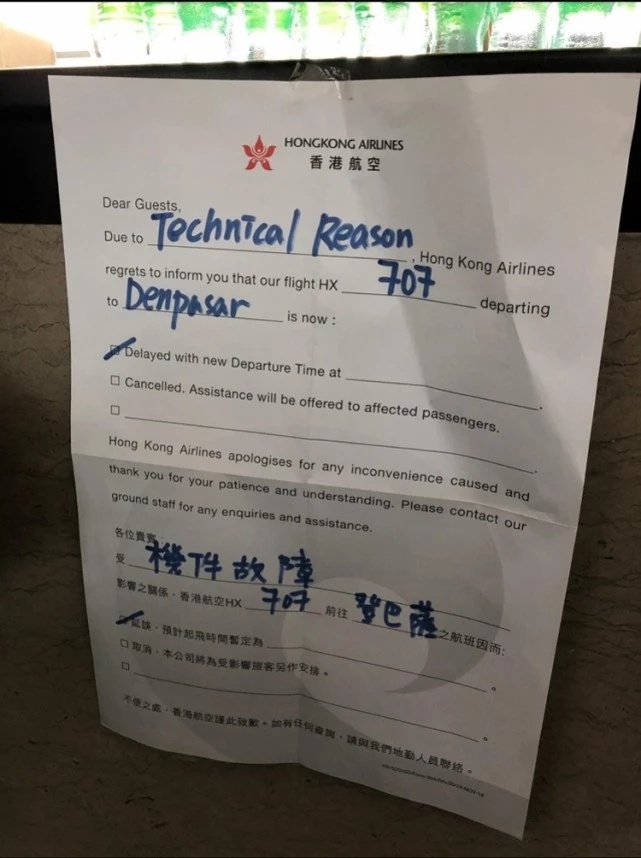 HONGKONG AIRLINES
香港航空
Dear Guests,
Due to Technical Reason, Hong Kong Airlines
regrets to inform you that our flight HX 707 departing
to Denpasar is now :
Delayed with new Departure Time at .
Cancelled. Assistance will be offered to affected passengers.
.
Hong Kong Airlines apologises for any inconvenience caused and
thank you for your patience and understanding. Please contact our
ground staff for any enquiries and assistance.
各位貴賓：
受 機件故障
影響之關係，香港航空HX 707 前往 登巴薩 之航班因而:
延誤，預計起飛時間暫定為 。
取消，本公司將為受影響旅客另作安排。
。
不便之處，香港航空謹此致歉。如有任何查詢，請與我們地勤人員聯絡。